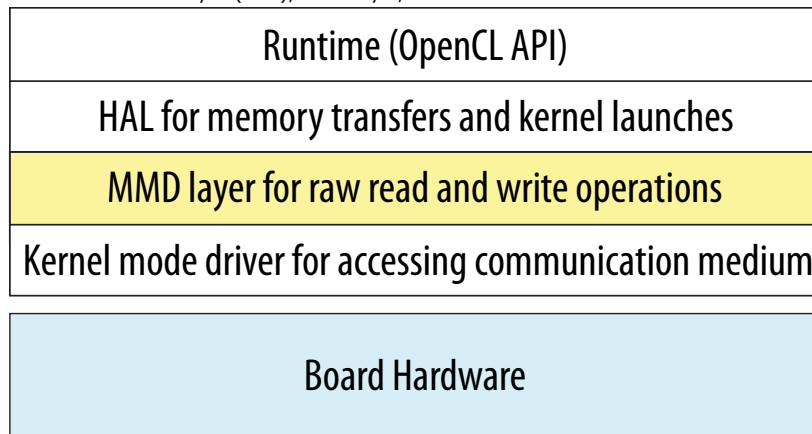 Runtime (OpenCL API)
HAL for memory transfers and kernel launches
MMD layer for raw read and write operations
Kernel mode driver for accessing communication medium
Board Hardware